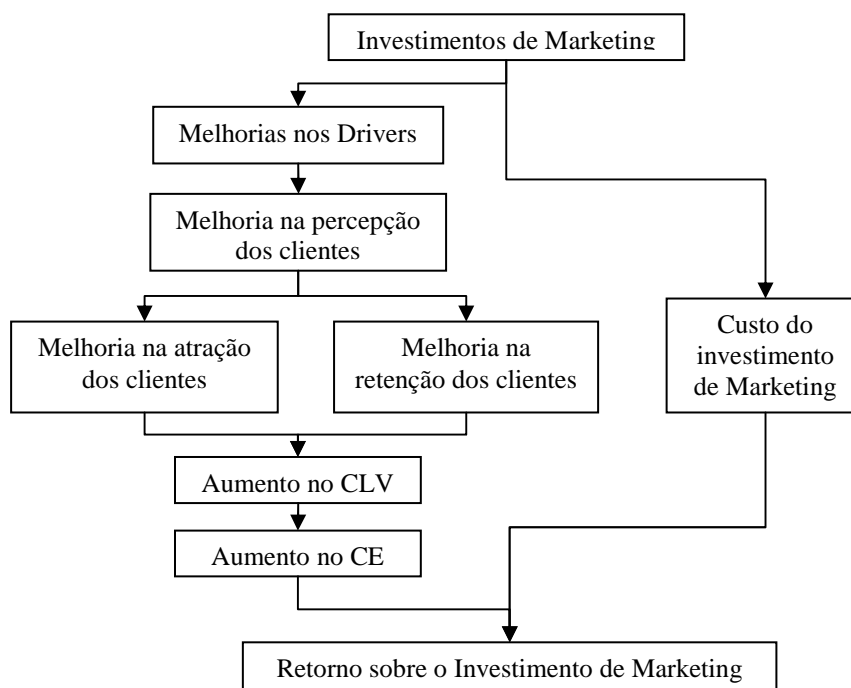 Investimentos de Marketing
Melhorias nos Drivers
Melhoria na percepção
dos clientes
Melhoria na atração
dos clientes
Melhoria na
retenção dos clientes
Custo do
investimento
de Marketing
Aumento no CLV
Aumento no CE
Retorno sobre o Investimento de Marketing